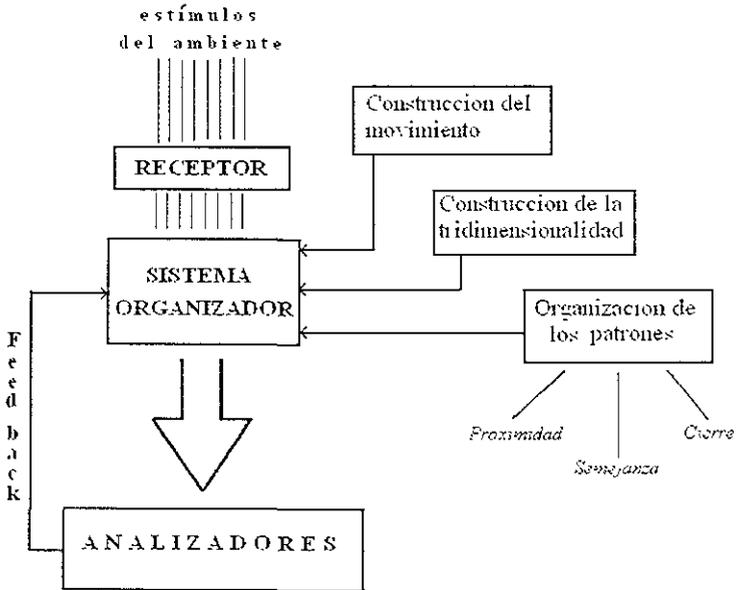 estímulos
del ambiente
RECEPTOR
Construccion del
movimiento
Construccion de la
tridimensionalidad
SISTEMA
ORGANIZADOR
Organizacion de
los patrones
Feed back
Proximidad
Semejanza
Cierre
ANALIZADORES